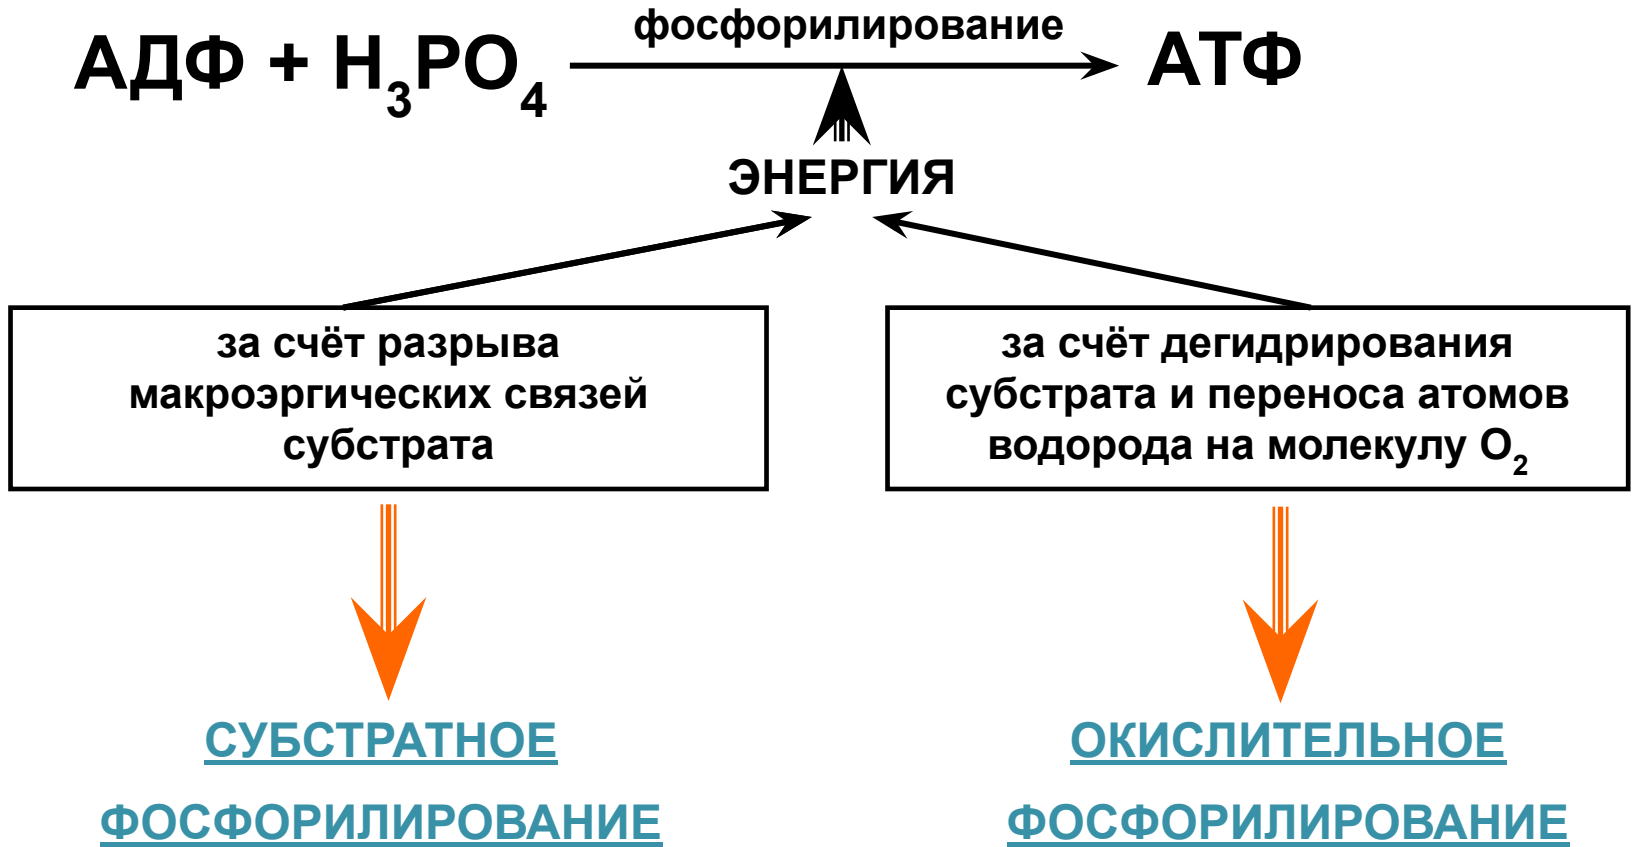 фосфорилирование
АДФ + H₃PO₄ АТФ
ЭНЕРГИЯ
за счёт разрыва
макроэргических связей
субстрата
за счёт дегидрирования
субстрата и переноса атомов
водорода на молекулу O₂
СУБСТРАТНОЕ
ФОСФОРИЛИРОВАНИЕ
ОКИСЛИТЕЛЬНОЕ
ФОСФОРИЛИРОВАНИЕ